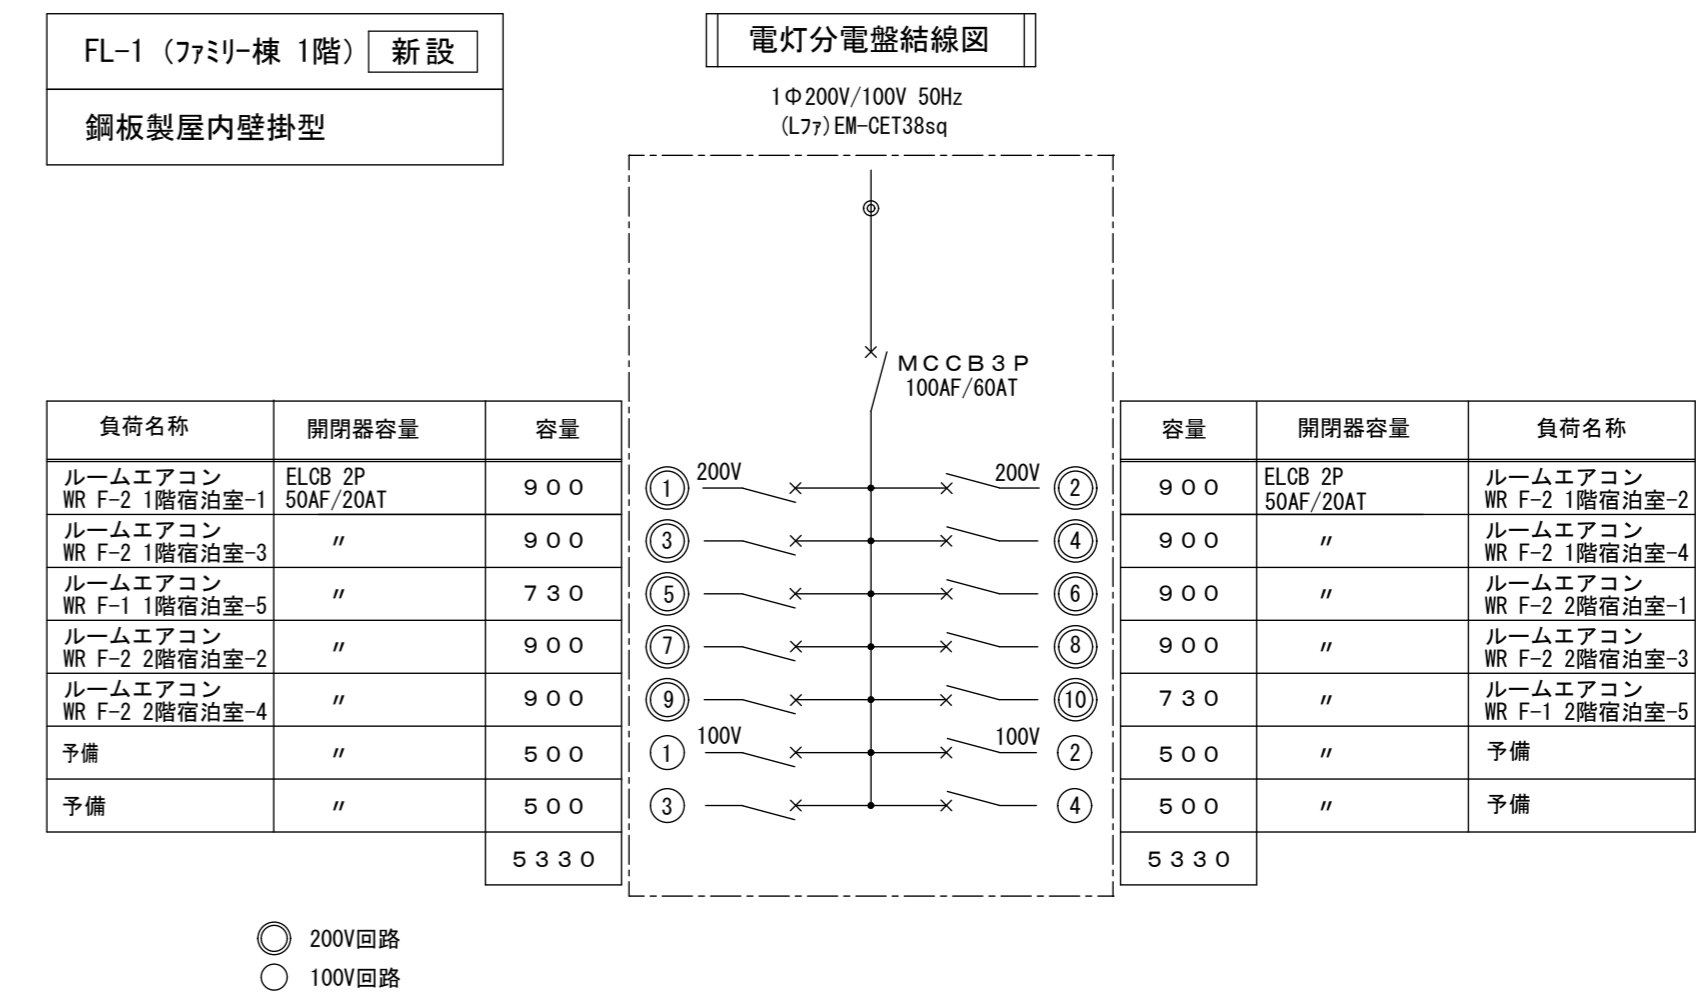 FL-1 (ﾌｧﾐﾘｰ棟 1階) 新設
鋼板製屋内壁掛型
電灯分電盤結線図
1Φ200V/100V 50Hz
(Lﾌｧ)EM-CET38sq
MCCB3P
100AF/60AT
負荷名称 開閉器容量 容量
ルームエアコン
WR F-2 1階宿泊室-1
ELCB 2P
50AF/20AT
900
ルームエアコン
WR F-2 1階宿泊室-3
〃
900
ルームエアコン
WR F-1 1階宿泊室-5
〃
730
ルームエアコン
WR F-2 2階宿泊室-2
〃
900
ルームエアコン
WR F-2 2階宿泊室-4
〃
900
予備 〃 500
予備 〃 500
5330
1 200V 200V 2
3 4
5 6
7 8
9 10
1 100V 100V 2
3 4
容量 開閉器容量 負荷名称
900
ELCB 2P
50AF/20AT
ルームエアコン
WR F-2 1階宿泊室-2
900
〃
ルームエアコン
WR F-2 1階宿泊室-4
900
〃
ルームエアコン
WR F-2 2階宿泊室-1
900
〃
ルームエアコン
WR F-2 2階宿泊室-3
730
〃
ルームエアコン
WR F-1 2階宿泊室-5
500 〃 予備
500 〃 予備
5330
200V回路
100V回路